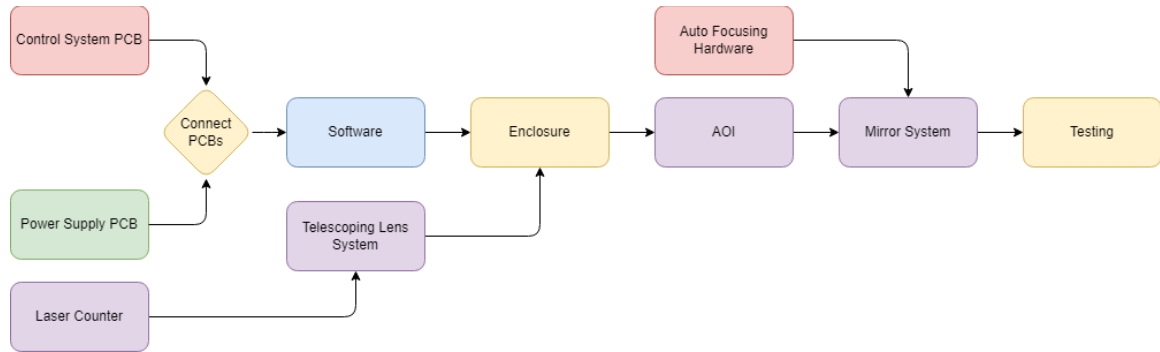 Control System PCB
Auto Focusing
Hardware
Connect
PCBs
Software
Enclosure
AOI
Mirror System
Testing
Power Supply PCB
Telescoping Lens
System
Laser Counter